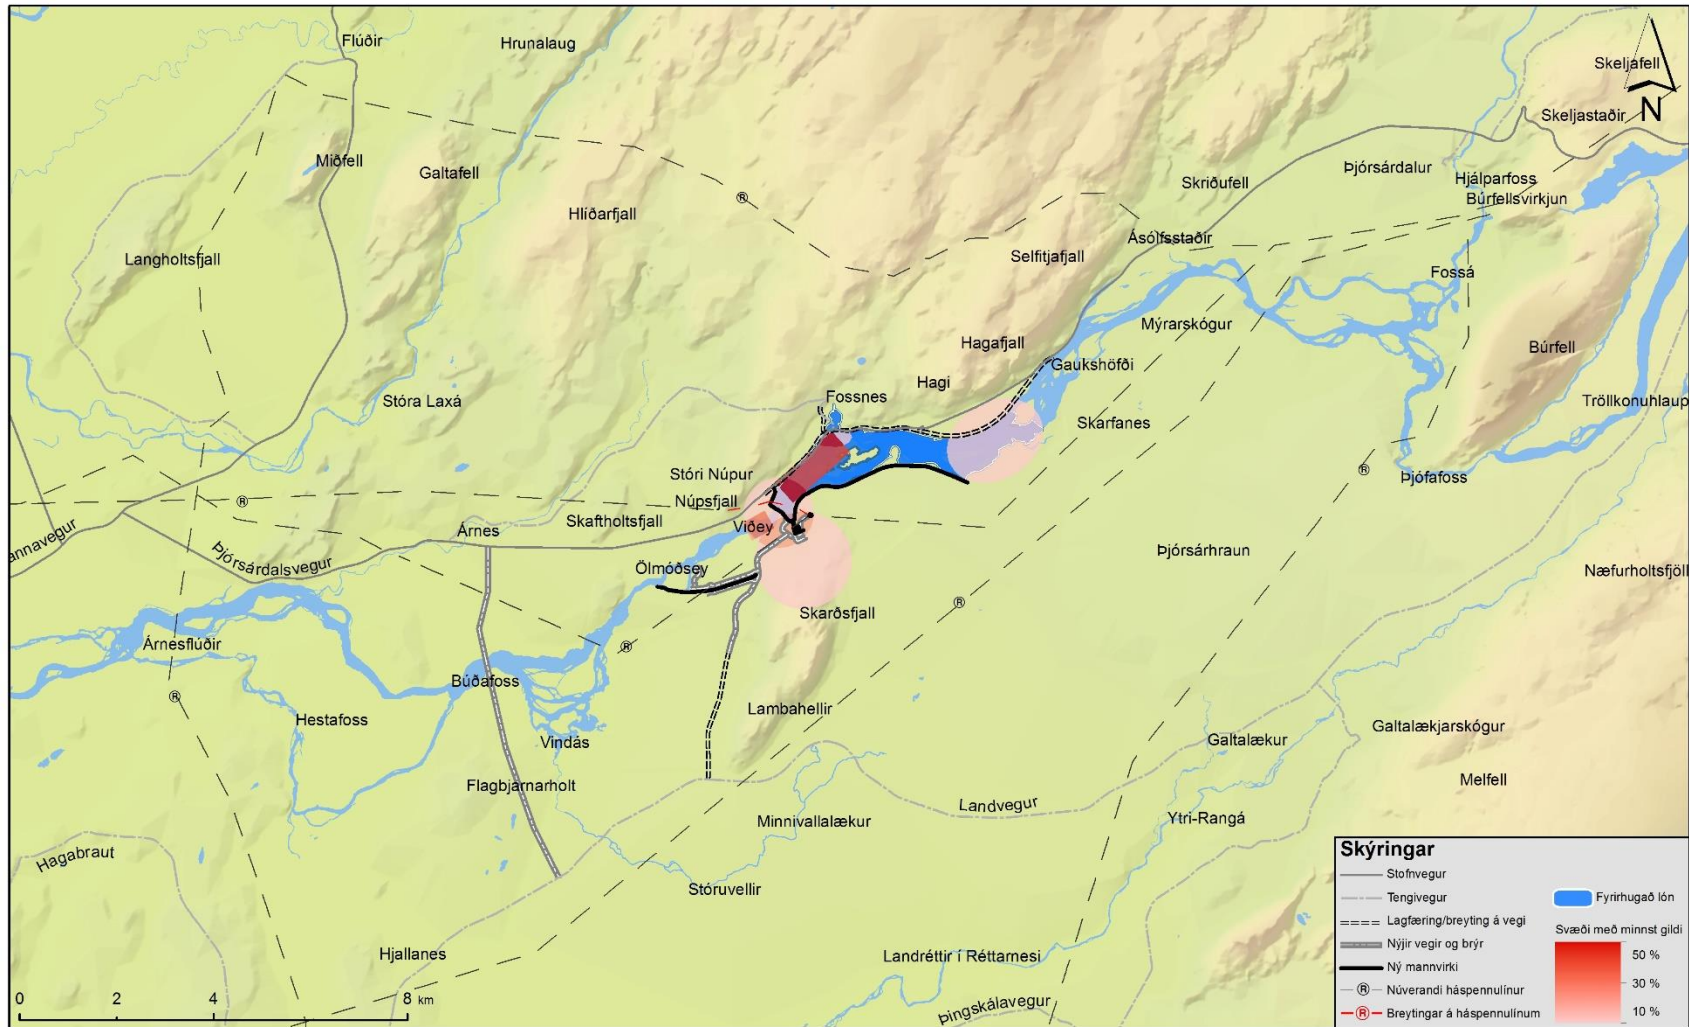 Flúðir
Hrunalaug
Skeljafell
N
Skeljastaðir
Miðfell
Galtafell
Hlíðarfjall
Skriðufell
Þjórsárdalur
Hjálparfoss
Búrfellsvirkjun
Langholtsfjall
Selfitjafjall
Ásólfsstaðir
Fossá
Mýrarskógur
Búrfell
Hagafjall
Gaukshöfði
Hagi
Fossnes
Stóra Laxá
Tröllkonuhlaup
Skarfanes
Stóri Núpur
Þjófafoss
Núpsfjall
Skaftholtsfjall
Viðey
Árnes
annavegur
Þjórsárdalsvegur
Þjórsárhraun
Ölmóðsey
Næfurholtsfjöll
Skarðsfjall
Árnesflúðir
Búðafoss
Lambahellir
Hestafoss
Vindás
Galtalækur
Galtalækjarskógur
Flagbjarnarholt
Melfell
Landvegur
Minnivallalækur
Ytri-Rangá
Hagabraut
Stóruvellir
Hjallanes
Landréttir í Réttarnesi
Þingskálavegur
0 2 4 8 km
Skýringar
Stofnvegur
Tengivegur
Lagfæring/breyting á vegi
Nýjir vegir og brýr
Ný mannvirki
® Núverandi háspennulínur
® Breytingar á háspennulínum
Fyrirhugað lón
Svæði með minnst gildi
50 %
30 %
10 %
®
®
®
®
®
®